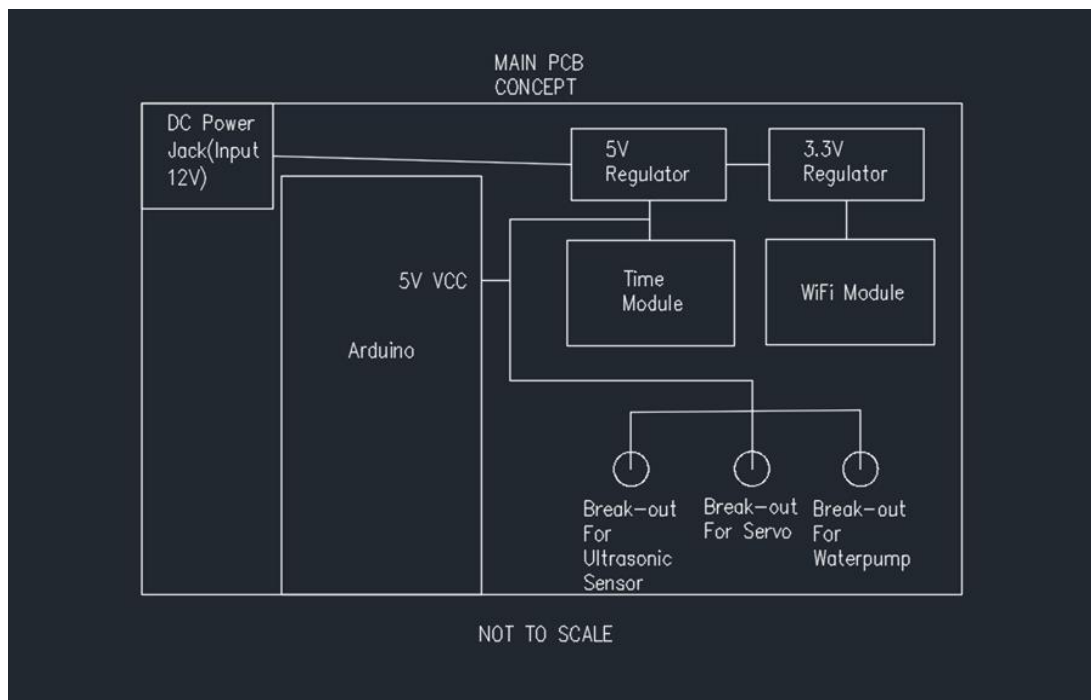 MAIN PCB
CONCEPT
DC Power
Jack(Input
12V)
5V
Regulator
3.3V
Regulator
5V VCC
Time
Module
WiFi Module
Arduino
Break-out
For
Ultrasonic
Sensor
Break-out
For Servo
Break-out
For
Waterpump
NOT TO SCALE